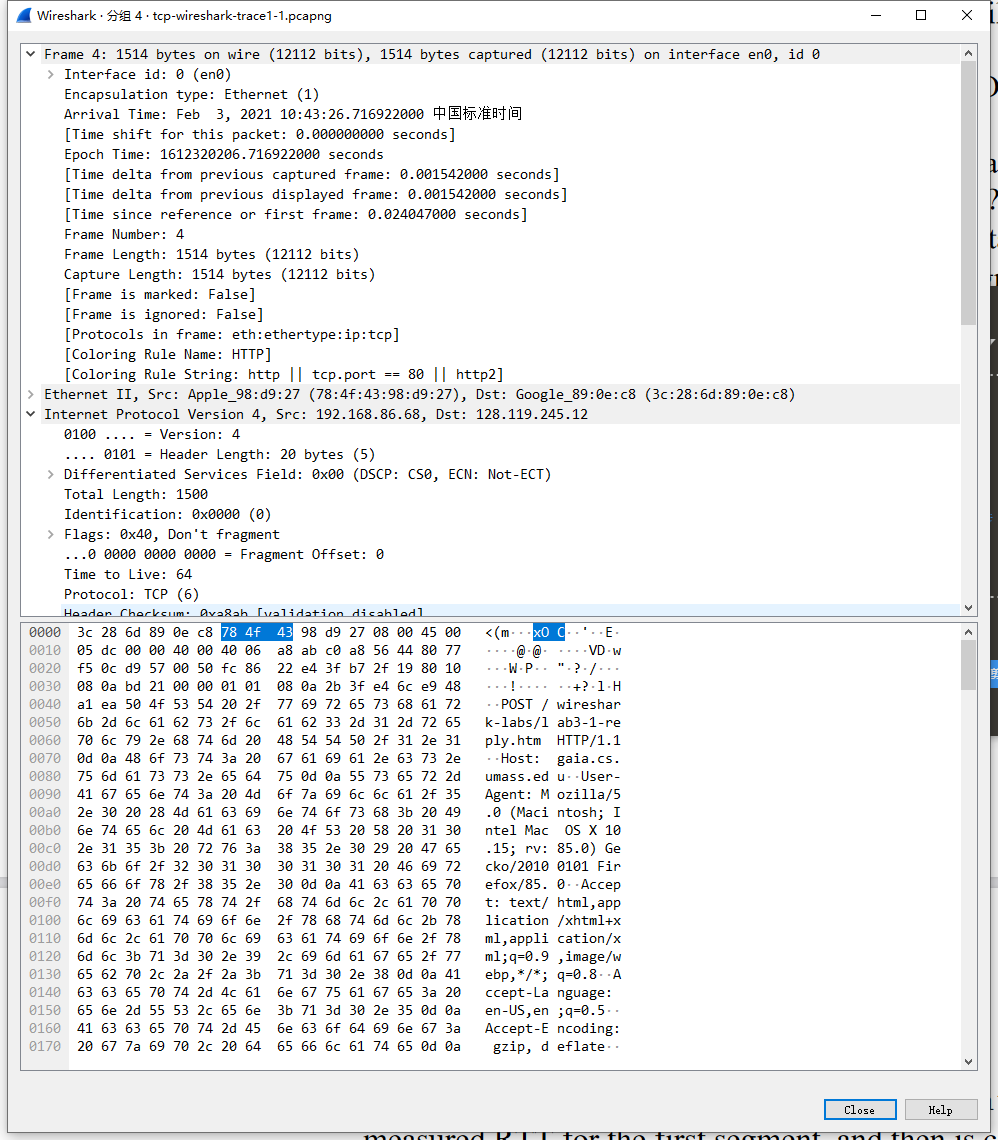 Wireshark · 分组 4 · tcp-wireshark-trace1-1.pcapng
Frame 4: 1514 bytes on wire (12112 bits), 1514 bytes captured (12112 bits) on interface en0, id 0
Interface id: 0 (en0)
Encapsulation type: Ethernet (1)
Arrival Time: Feb  3, 2021 10:43:26.716922000 中国标准时间
[Time shift for this packet: 0.000000000 seconds]
Epoch Time: 1612320206.716922000 seconds
[Time delta from previous captured frame: 0.001542000 seconds]
[Time delta from previous displayed frame: 0.001542000 seconds]
[Time since reference or first frame: 0.024047000 seconds]
Frame Number: 4
Frame Length: 1514 bytes (12112 bits)
Capture Length: 1514 bytes (12112 bits)
[Frame is marked: False]
[Frame is ignored: False]
[Protocols in frame: eth:ethertype:ip:tcp]
[Coloring Rule Name: HTTP]
[Coloring Rule String: http || tcp.port == 80 || http2]
Ethernet II, Src: Apple_98:d9:27 (78:4f:43:98:d9:27), Dst: Google_89:0e:c8 (3c:28:6d:89:0e:c8)
Internet Protocol Version 4, Src: 192.168.86.68, Dst: 128.119.245.12
0100 .... = Version: 4
.... 0101 = Header Length: 20 bytes (5)
Differentiated Services Field: 0x00 (DSCP: CS0, ECN: Not-ECT)
Total Length: 1500
Identification: 0x0000 (0)
Flags: 0x40, Don't fragment
...0 0000 0000 0000 = Fragment Offset: 0
Time to Live: 64
Protocol: TCP (6)
Header Checksum: 0xa8ab [validation disabled]
0000 3c 28 6d 89 0e c8 78 4f 43 98 d9 27 08 00 45 00 <(m···xO C··'··E·
0010 05 dc 00 00 40 00 40 06 a8 ab c0 a8 56 44 80 77 ····@·@· ····VD·w
0020 f5 0c d9 57 00 50 fc 86 22 e4 3f b7 2f 19 80 10 ···W·P·· "·?·/···
0030 08 0a bd 21 00 00 01 01 08 0a 2b 3f e4 6c e9 48 ···!···· ··+?·l·H
0040 a1 ea 50 4f 53 54 20 2f 77 69 72 65 73 68 61 72 ··POST / wireshar
0050 6b 2d 6c 61 62 73 2f 6c 61 62 33 2d 31 2d 72 65 k-labs/l ab3-1-re
0060 70 6c 79 2e 68 74 6d 20 48 54 54 50 2f 31 2e 31 ply.htm HTTP/1.1
0070 0d 0a 48 6f 73 74 3a 20 67 61 69 61 2e 63 73 2e ··Host: gaia.cs.
0080 75 6d 61 73 73 2e 65 64 75 0d 0a 55 73 65 72 2d umass.ed u··User-
0090 41 67 65 6e 74 3a 20 4d 6f 7a 69 6c 6c 61 2f 35 Agent: M ozilla/5
00a0 2e 30 20 28 4d 61 63 69 6e 74 6f 73 68 3b 20 49 .0 (Maci ntosh; I
00b0 6e 74 65 6c 20 4d 61 63 20 4f 53 20 58 20 31 30 ntel Mac  OS X 10
00c0 2e 31 35 3b 20 72 76 3a 38 35 2e 30 29 20 47 65 .15; rv: 85.0) Ge
00d0 63 6b 6f 2f 32 30 31 30 30 31 30 31 20 46 69 72 cko/2010 0101 Fir
00e0 65 66 6f 78 2f 38 35 2e 30 0d 0a 41 63 63 65 70 efox/85. 0··Accep
00f0 74 3a 20 74 65 78 74 2f 68 74 6d 6c 2c 61 70 70 t: text/ html,app
0100 6c 69 63 61 74 69 6f 6e 2f 78 68 74 6d 6c 2b 78 lication /xhtml+x
0110 6d 6c 2c 61 70 70 6c 69 63 61 74 69 6f 6e 2f 78 ml,appli cation/x
0120 6d 6c 3b 71 3d 30 2e 39 2c 69 6d 61 67 65 2f 77 ml;q=0.9 ,image/w
0130 65 62 70 2c 2a 2f 2a 3b 71 3d 30 2e 38 0d 0a 41 ebp,*/*; q=0.8··A
0140 63 63 65 70 74 2d 4c 61 6e 67 75 61 67 65 3a 20 ccept-La nguage:
0150 65 6e 2d 55 53 2c 65 6e 3b 71 3d 30 2e 35 0d 0a en-US,en ;q=0.5··
0160 41 63 63 65 70 74 2d 45 6e 63 6f 64 69 6e 67 3a Accept-E ncoding:
0170 20 67 7a 69 70 2c 20 64 65 66 6c 61 74 65 0d 0a  gzip, d eflate··
Close Help
measured RTT for the first segment, and then is